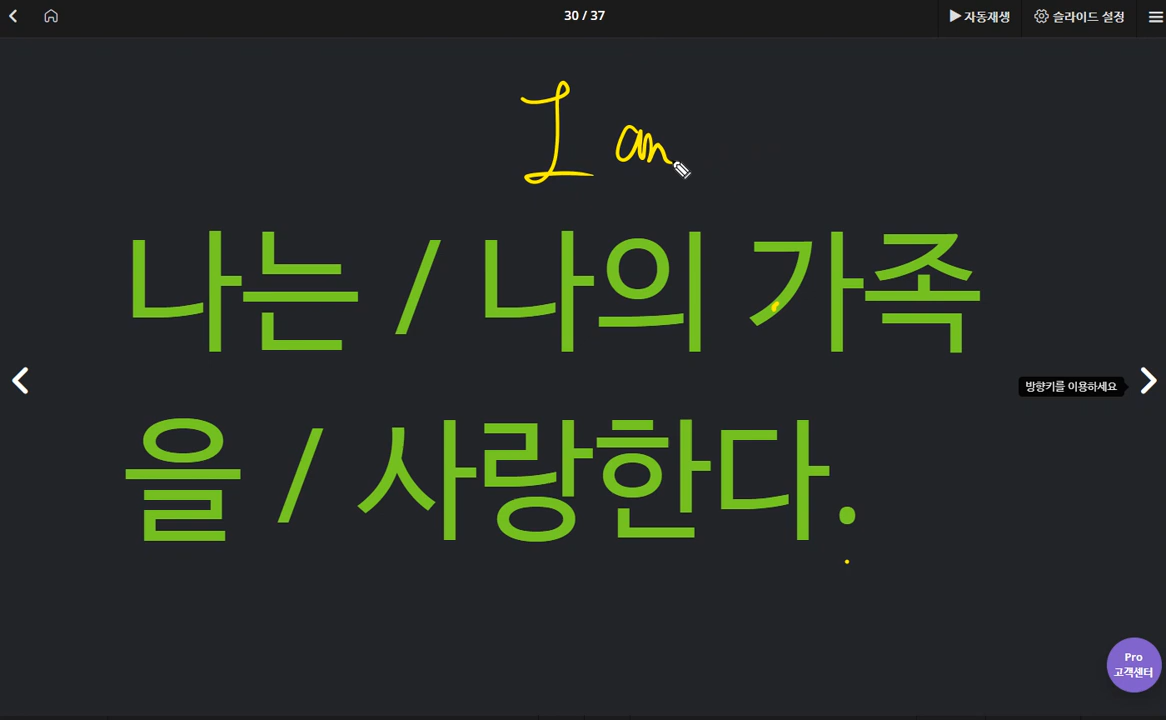 30 / 37
자동재생
슬라이드 설정
I am
나는 / 나의 가족
을 / 사랑한다.
방향키를 이용하세요
Pro
고객센터